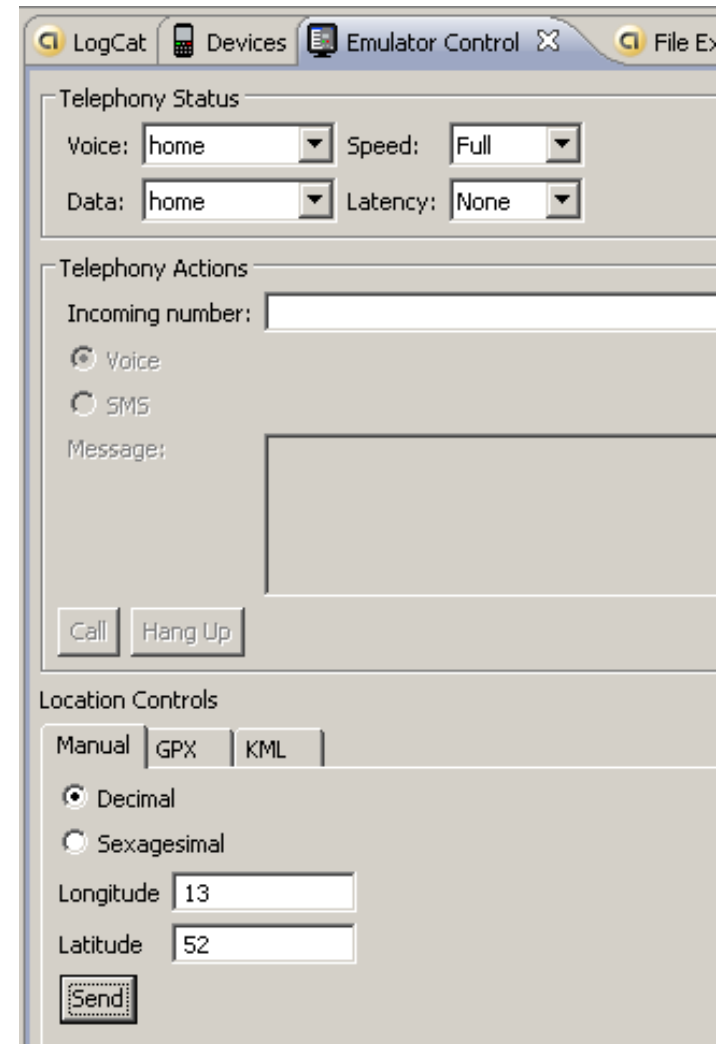 LogCat Devices Emulator Control File Ex
Telephony Status
Voice: home Speed: Full
Data: home Latency: None
Telephony Actions
Incoming number:
Voice
SMS
Message:
Call Hang Up
Location Controls
Manual GPX KML
Decimal
Sexagesimal
Longitude 13
Latitude 52
Send